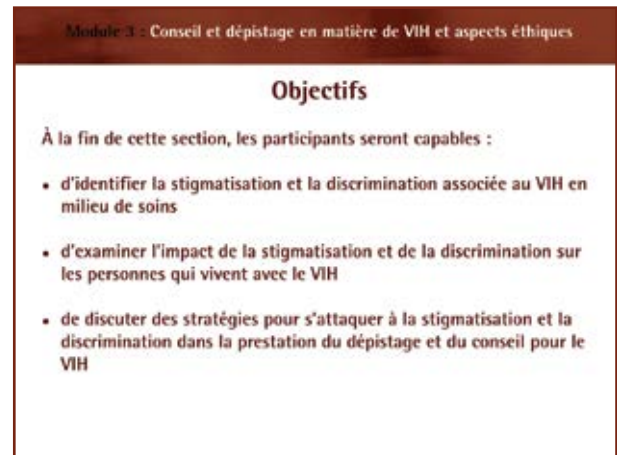 Module 3 : Conseil et dépistage en matière de VIH et aspects éthiques
Objectifs
À la fin de cette section, les participants seront capables :
• d'identifier la stigmatisation et la discrimination associée au VIH en
milieu de soins
• d'examiner l'impact de la stigmatisation et de la discrimination sur
les personnes qui vivent avec le VIH
• de discuter des stratégies pour s'attaquer à la stigmatisation et la
discrimination dans la prestation du dépistage et du conseil pour le
VIH